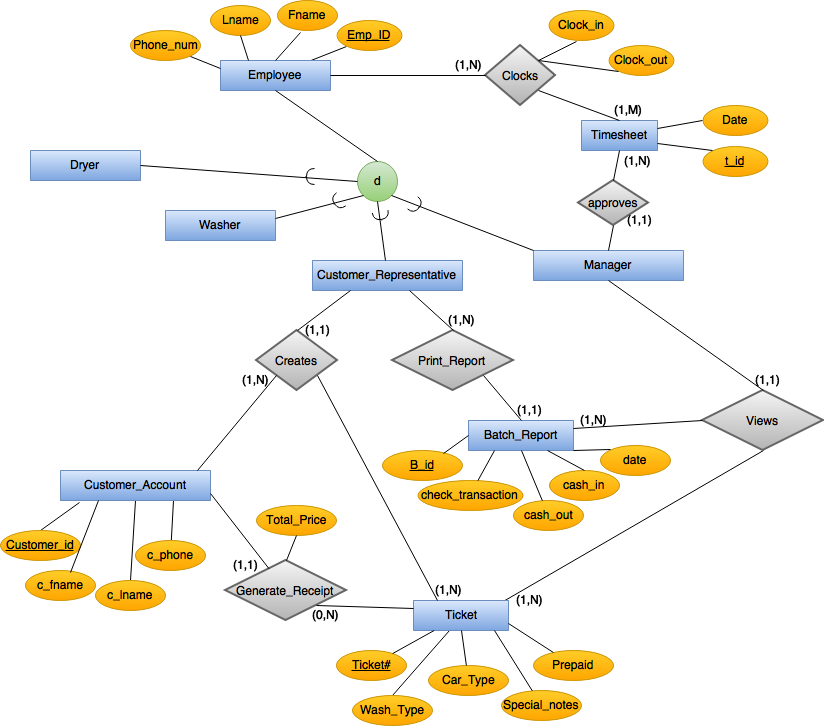 Lname
Fname
Phone_num
Emp_ID
Employee
(1,N)
Clocks
Clock_in
Clock_out
(1,M)
Timesheet
Date
t_id
(1,N)
approves
(1,1)
Dryer
d
Washer
Customer_Representative
Manager
(1,1)
Creates
(1,N)
(1,N)
Print_Report
(1,1)
(1,1)
Views
(1,N)
Batch_Report
B_id
check_transaction
cash_out
cash_in
date
Customer_Account
Customer_id
c_fname
c_lname
c_phone
Total_Price
(1,1)
Generate_Receipt
(0,N)
(1,N)
(1,N)
Ticket
Ticket#
Wash_Type
Car_Type
Special_notes
Prepaid